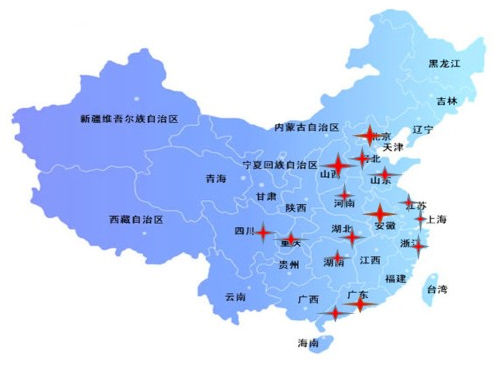 黑龙江
吉林
辽宁
新疆维吾尔族自治区
内蒙古自治区
北京
天津
河北
宁夏回族自治区
山西
山东
青海
甘肃
陕西
河南
江苏
西藏自治区
上海
安徽
四川
重庆
湖北
浙江
湖南
江西
贵州
福建
云南
广西
广东
台湾
海南